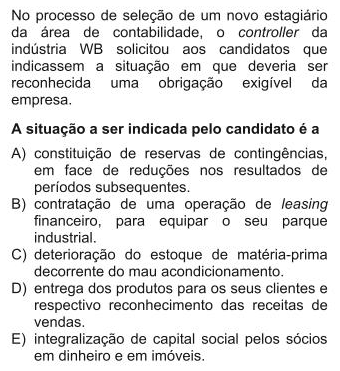 No processo de seleção de um novo estagiário
da área de contabilidade, o controller da
indústria WB solicitou aos candidatos que
indicassem a situação em que deveria ser
reconhecida uma obrigação exigível da
empresa.
A situação a ser indicada pelo candidato é a
A) constituição de reservas de contingências,
em face de reduções nos resultados de
períodos subsequentes.
B) contratação de uma operação de leasing
financeiro, para equipar o seu parque
industrial.
C) deterioração do estoque de matéria-prima
decorrente do mau acondicionamento.
D) entrega dos produtos para os seus clientes e
respectivo reconhecimento das receitas de
vendas.
E) integralização de capital social pelos sócios
em dinheiro e em imóveis.